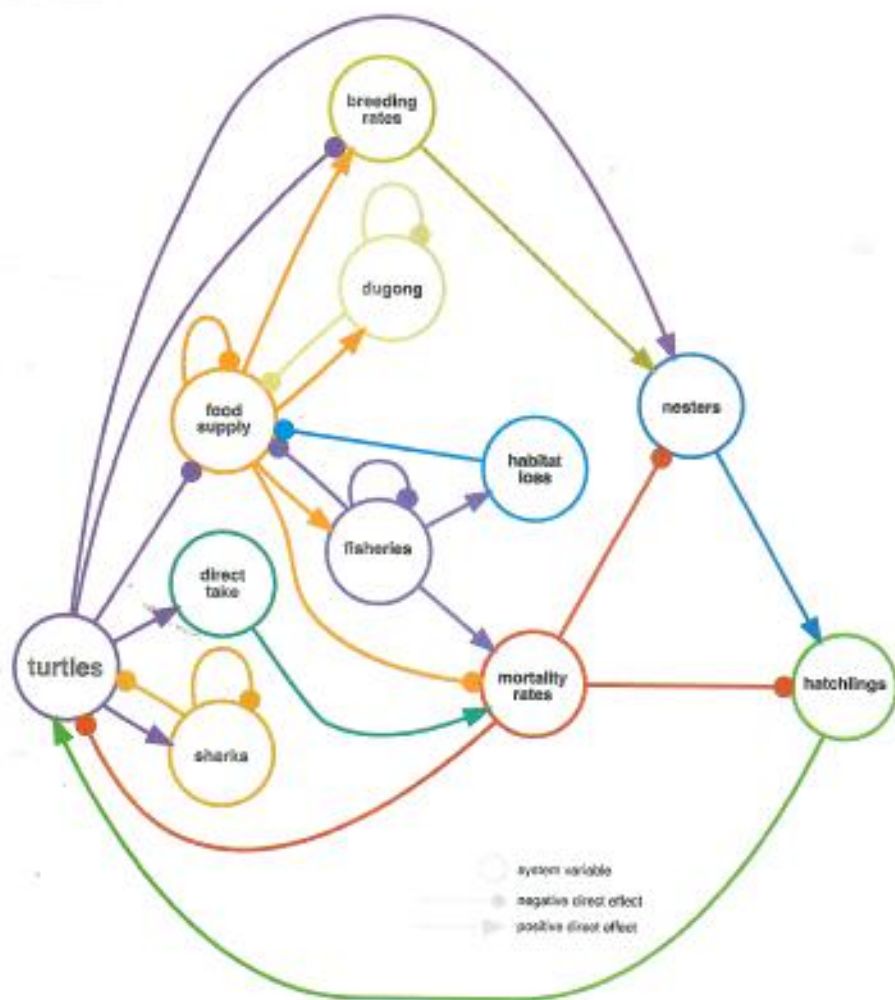 breeding
rates
dugong
food
supply
nesters
habitat
loss
fisheries
direct
take
turtles
mortality
rates
hatchlings
sharks
system variable
negative direct effect
positive direct effect